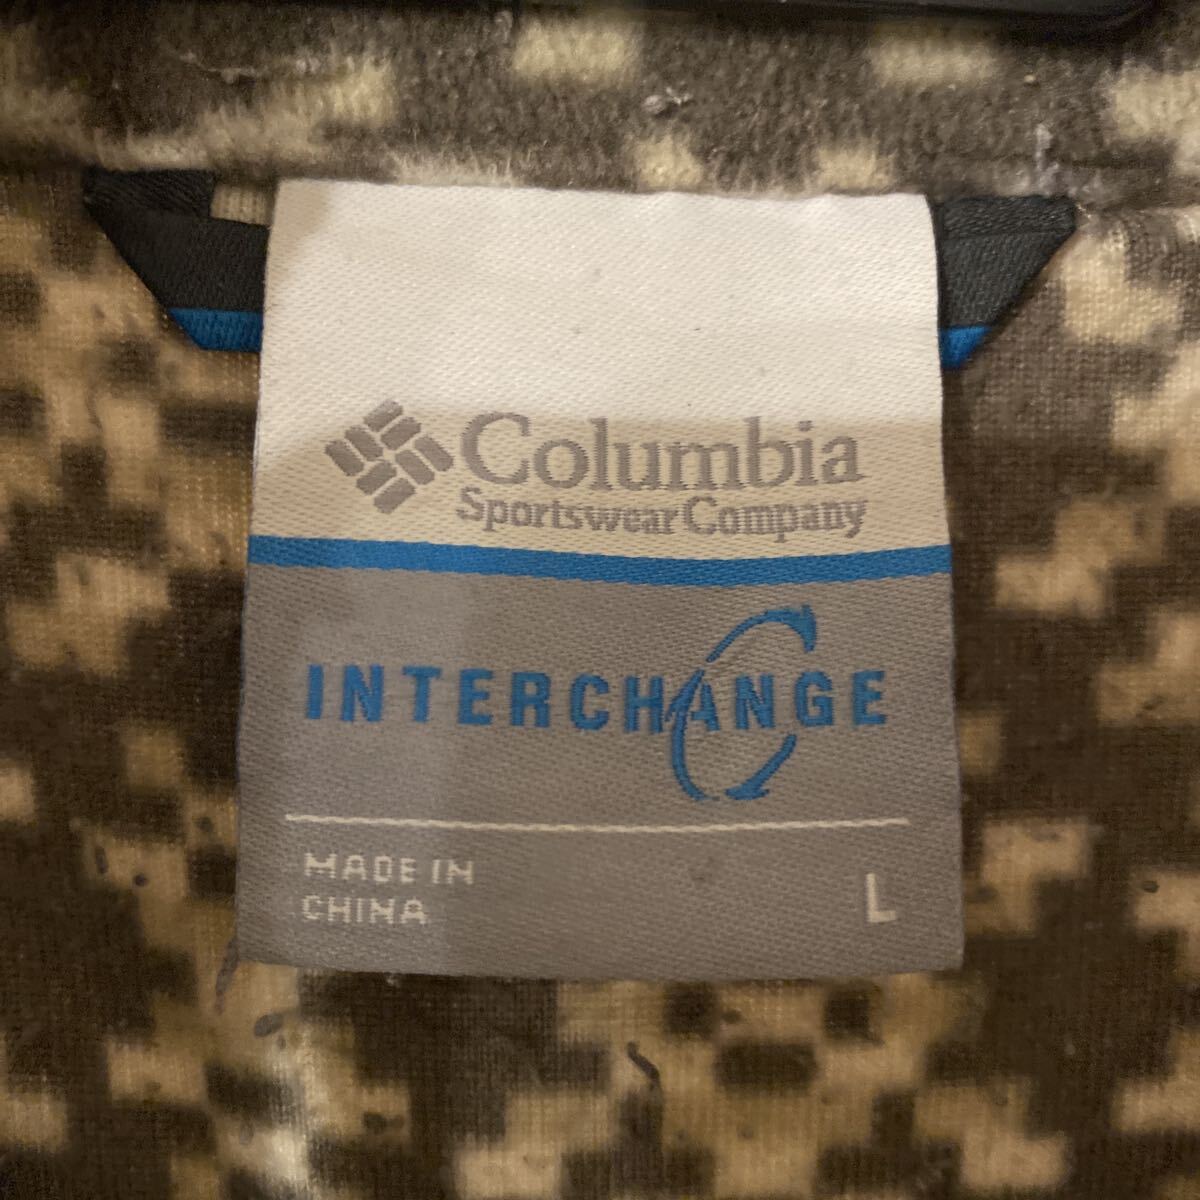 Columbia
Sportswear Company
INTERCHANGE
MADE IN
CHINA
L